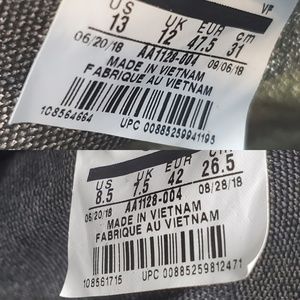 VP
US UK EUR cm
13 12 47.5 31
06/20/18 AA1128-004 09/06/18
MADE IN VIETNAM
FABRIQUE AU VIETNAM
108564664
UPC 00885259941195
US UK EUR
8.5 7.5 42 26.5
06/20/18 AA1128-004 08/28/18
MADE IN VIETNAM
FABRIQUE AU VIETNAM
108561715
UPC 00885259812471